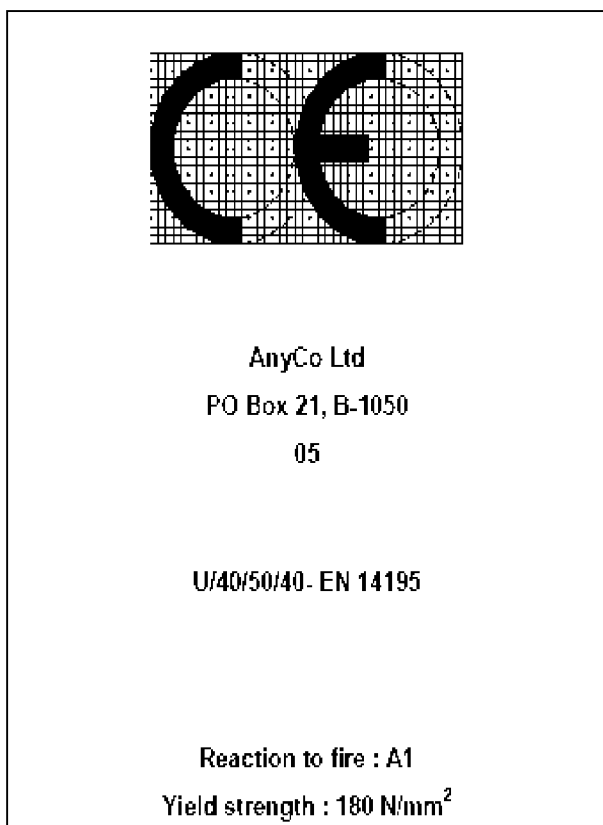 CE
AnyCo Ltd
PO Box 21, B-1050
05
U/40/50/40- EN 14195
Reaction to fire : A1
Yield strength : 180 N/mm²